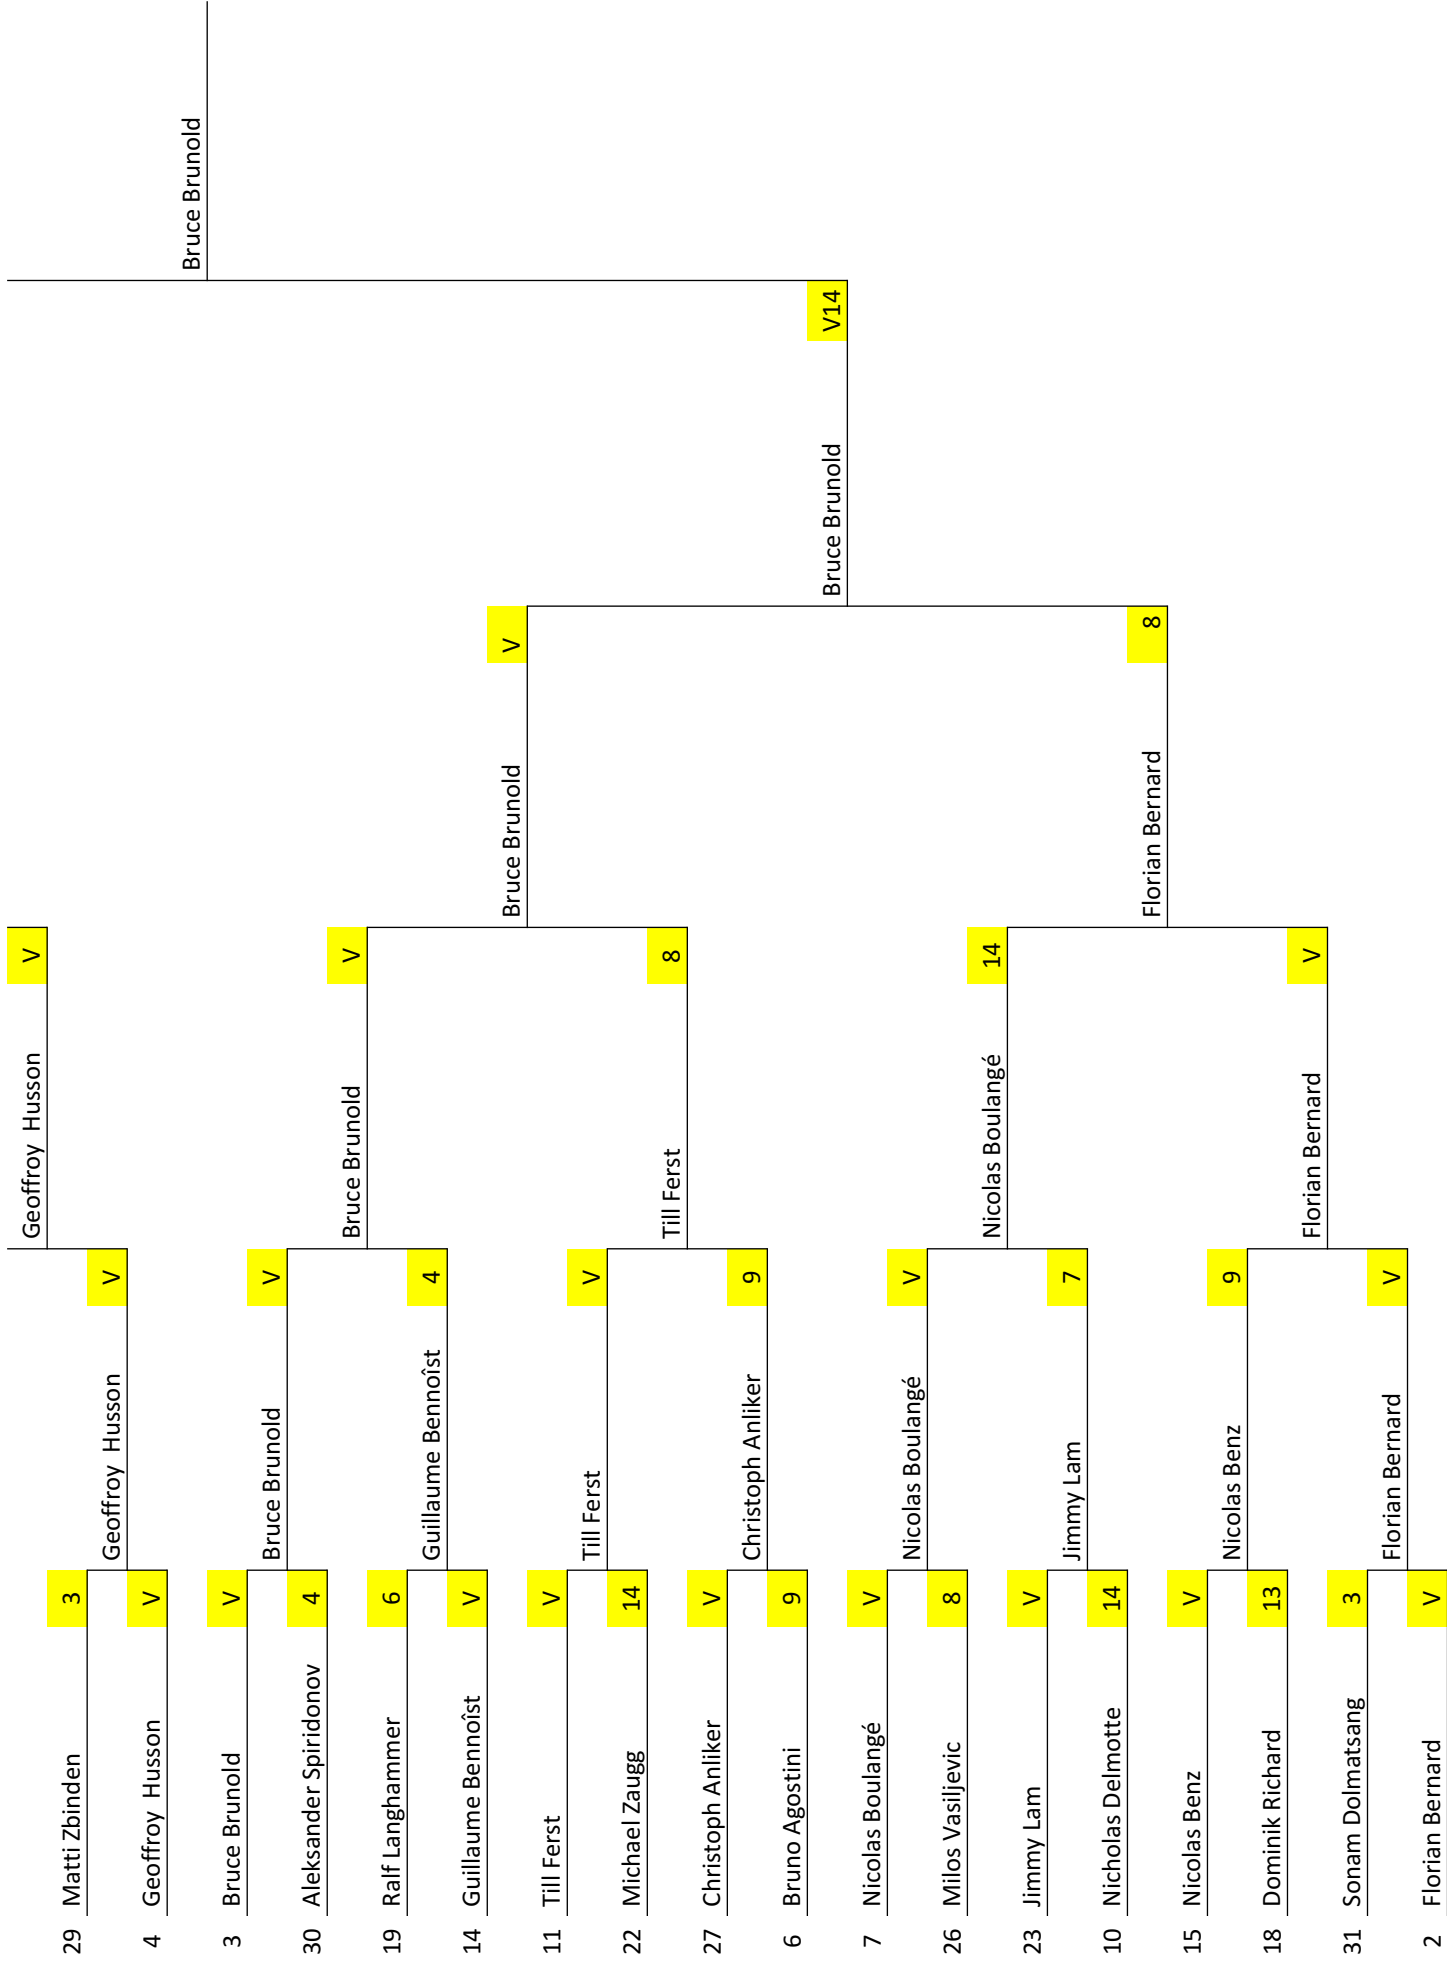 29 Matti Zbinden 3
Geoffroy  Husson V
4 Geoffroy  Husson V
Geoffroy  Husson V
3 Bruce Brunold V
Bruce Brunold V
30 Aleksander Spiridonov 4
Bruce Brunold V
19 Ralf Langhammer 6
Guillaume Bennoîst 4
14 Guillaume Bennoîst V
Bruce Brunold V
11 Till Ferst V
Till Ferst V
22 Michael Zaugg 14
Till Ferst 8
27 Christoph Anliker V
Christoph Anliker 9
6 Bruno Agostini 9
Bruce Brunold V14
7 Nicolas Boulangé V
Nicolas Boulangé V
26 Milos Vasiljevic 8
Nicolas Boulangé 14
23 Jimmy Lam V
Jimmy Lam 7
10 Nicholas Delmotte 14
Florian Bernard 8
15 Nicolas Benz V
Nicolas Benz 9
18 Dominik Richard 13
Florian Bernard V
31 Sonam Dolmatsang 3
Florian Bernard V
2 Florian Bernard V
Bruce Brunold